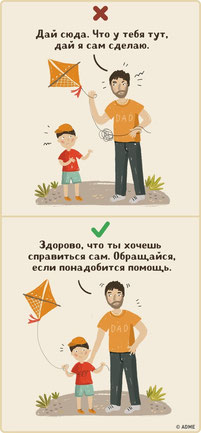 Дай сюда. Что у тебя тут,
дай я сам сделаю.
DAD
Здорово, что ты хочешь
справиться сам. Обращайся,
если понадобится помощь.
DAD
© ADME